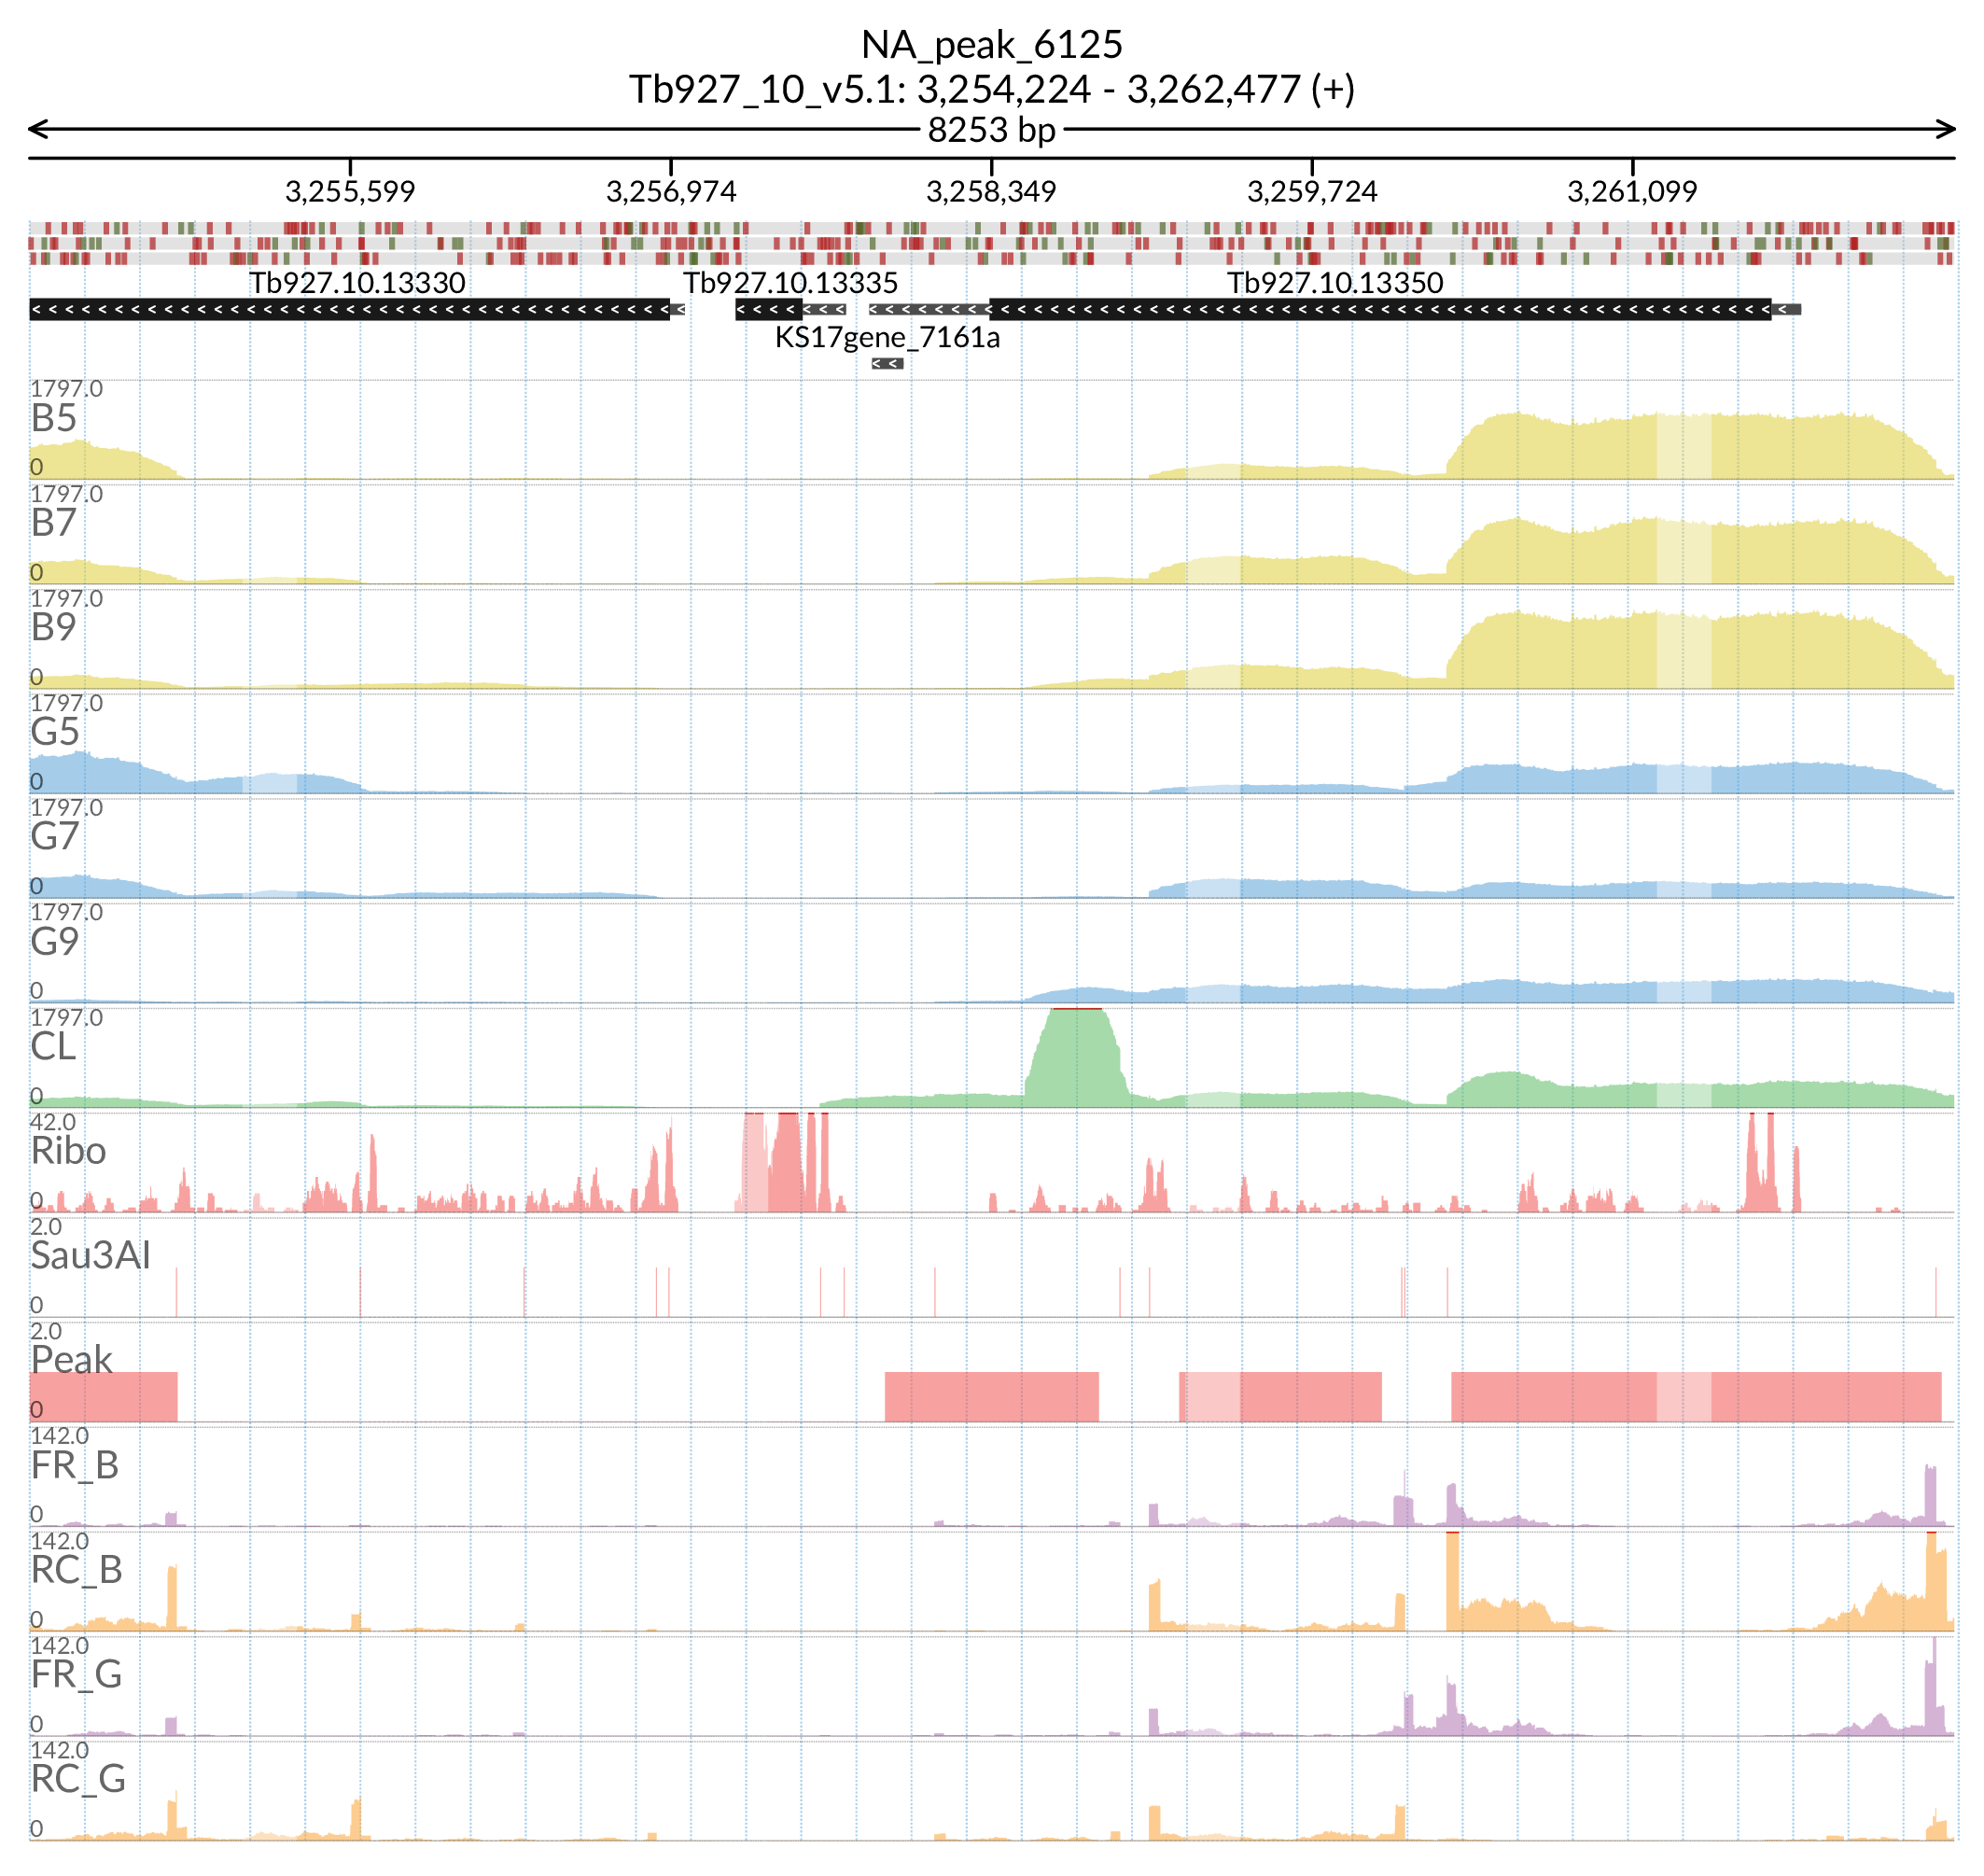 NA_peak_6125
Tb927_10_v5.1: 3,254,224 - 3,262,477 (+)
8253 bp
3,255,599 3,256,974 3,258,349 3,259,724 3,261,099
Tb927.10.13330 Tb927.10.13335 Tb927.10.13350
KS17gene_7161a
1797.0
B5
0
1797.0
B7
0
1797.0
B9
0
1797.0
G5
0
1797.0
G7
0
1797.0
G9
0
1797.0
CL
0
42.0
Ribo
0
2.0
Sau3AI
0
2.0
Peak
0
142.0
FR_B
0
142.0
RC_B
0
142.0
FR_G
0
142.0
RC_G
0